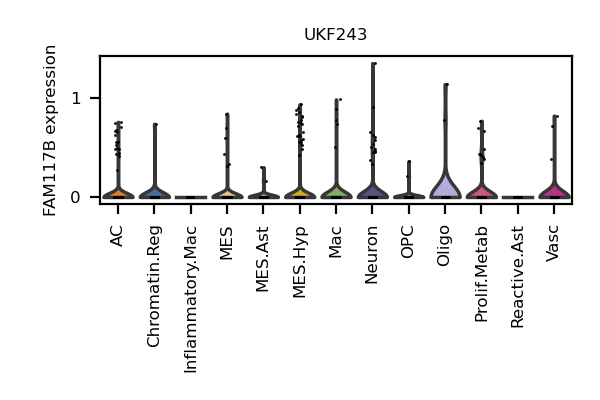 UKF243
FAM117B expression
1
0
AC
Chromatin.Reg
Inflammatory.Mac
MES
MES.Ast
MES.Hyp
Mac
Neuron
OPC
Oligo
Prolif.Metab
Reactive.Ast
Vasc